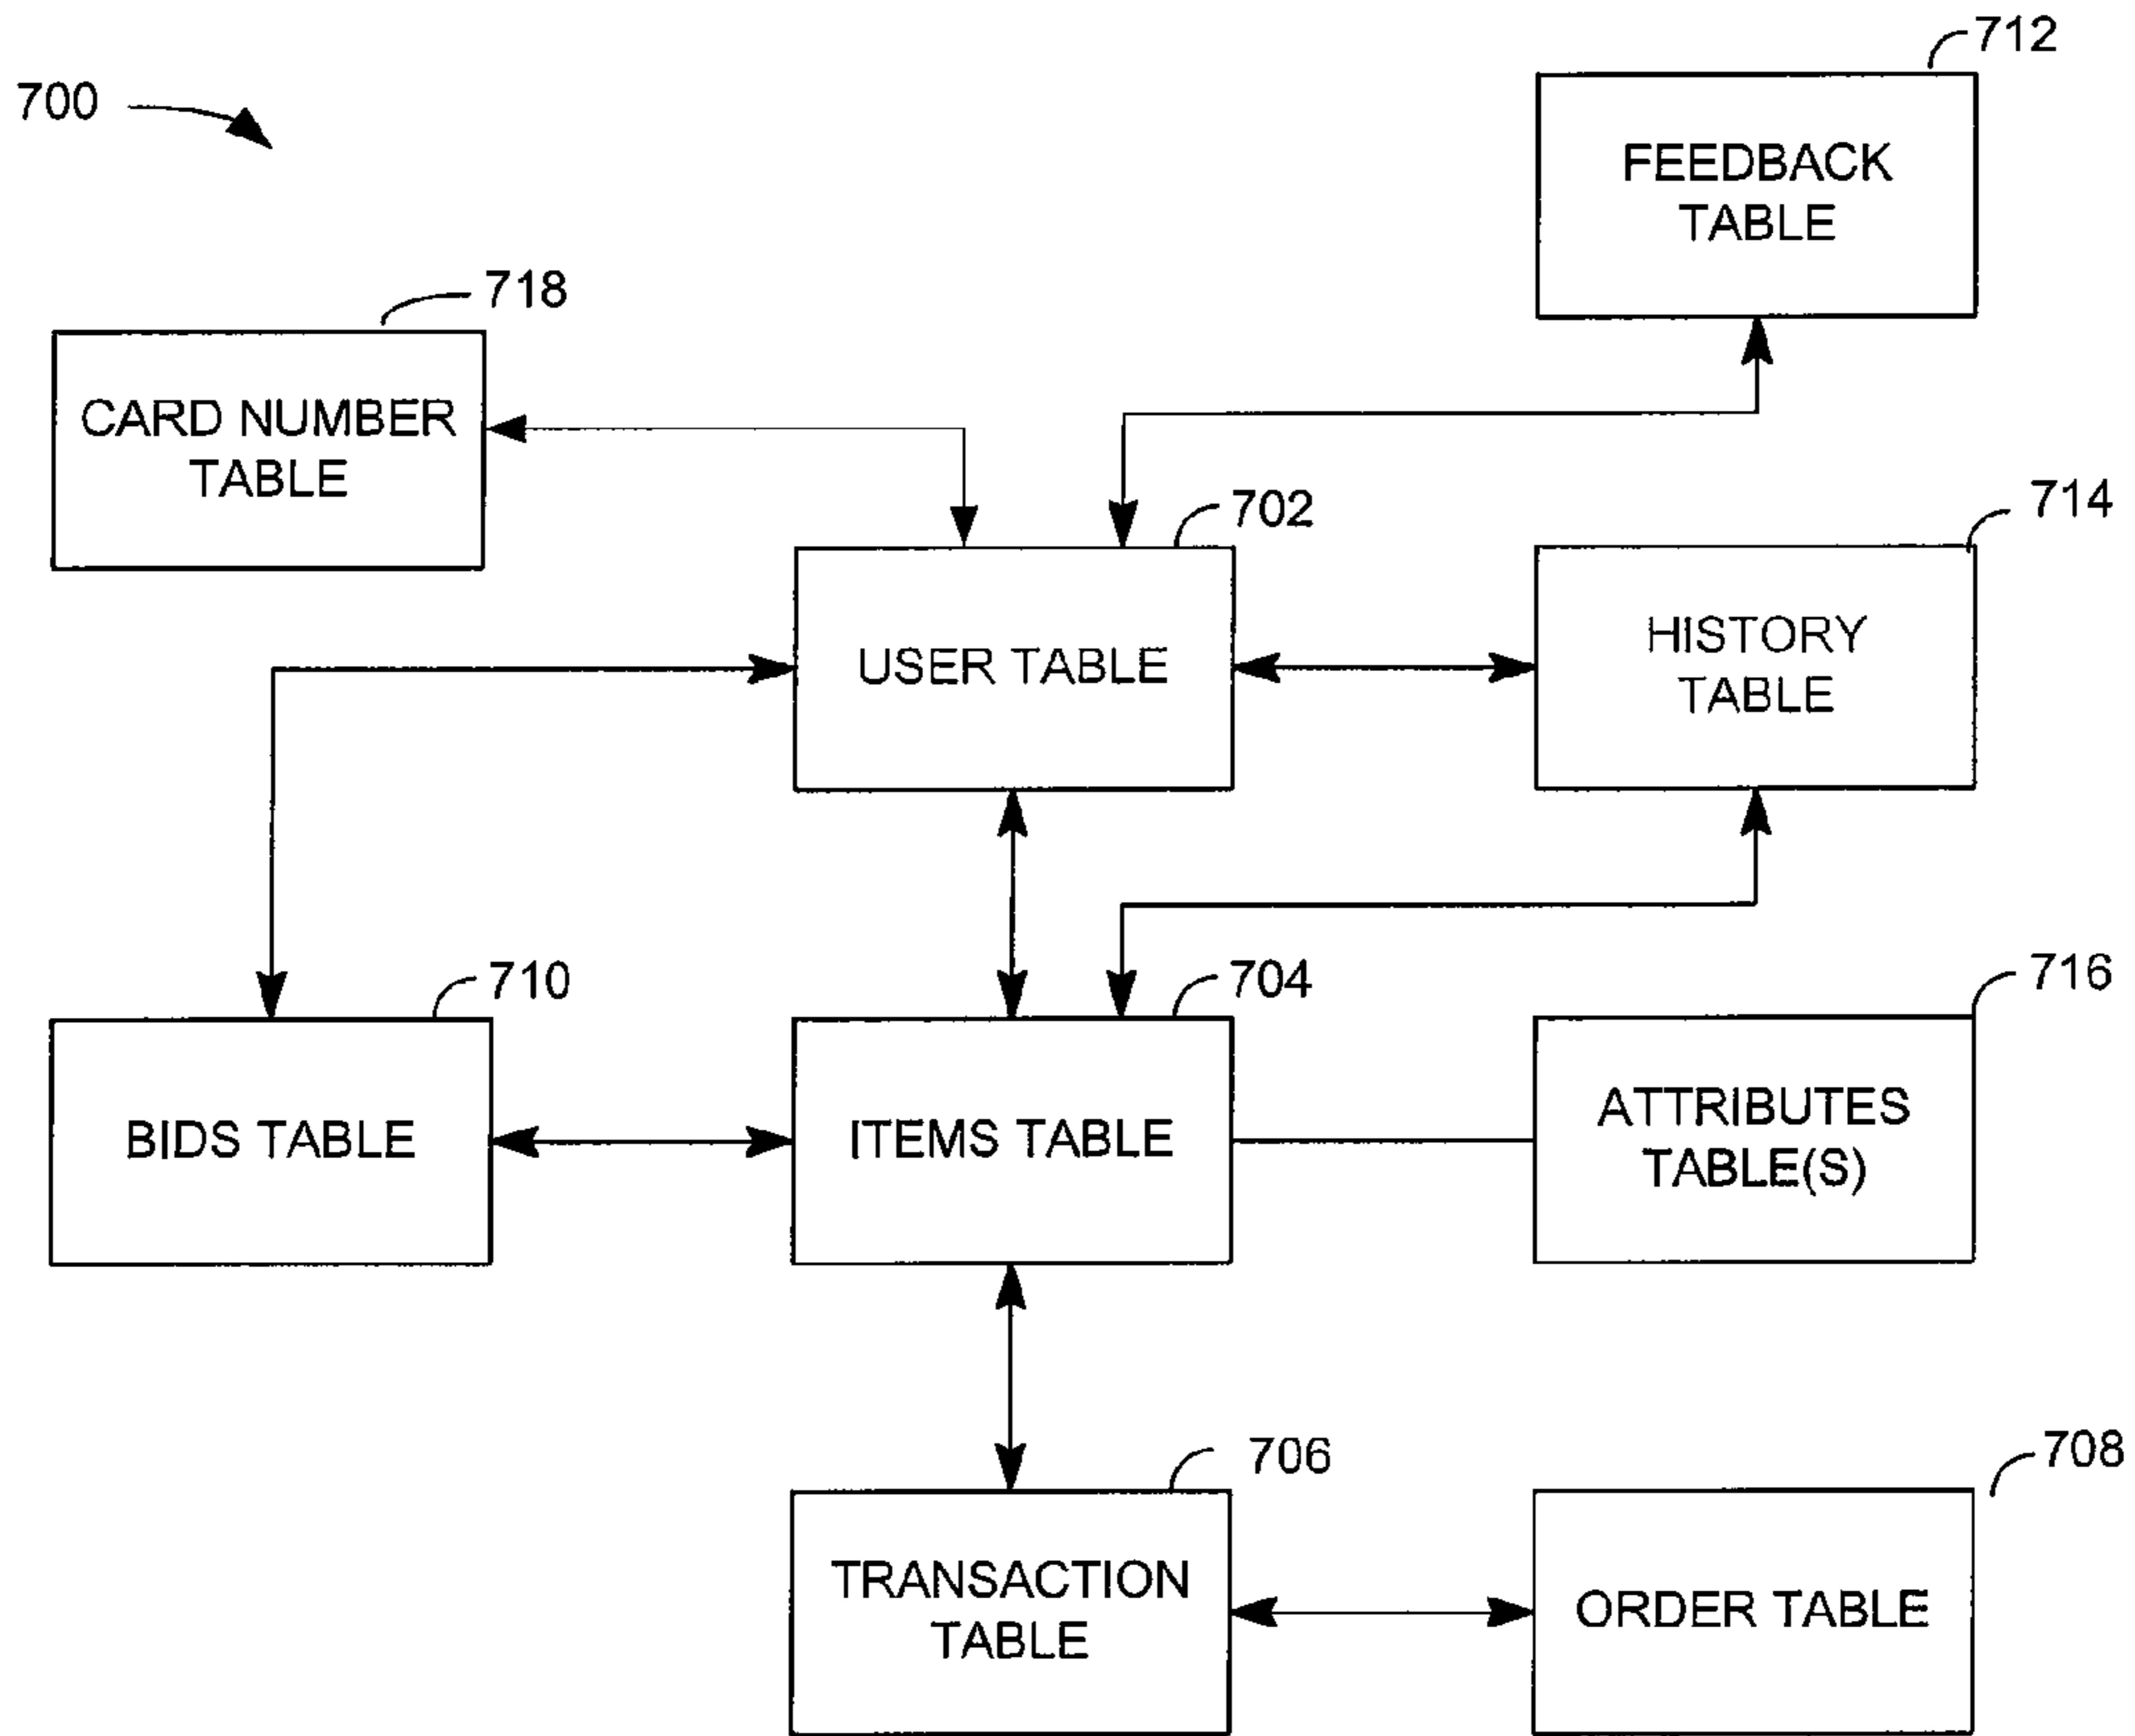 712
700
FEEDBACK
TABLE
718
CARD NUMBER
TABLE
702
714
USER TABLE
HISTORY
TABLE
710
704
716
BIDS TABLE
ITEMS TABLE
ATTRIBUTES
TABLE(S)
706
708
TRANSACTION
TABLE
ORDER TABLE